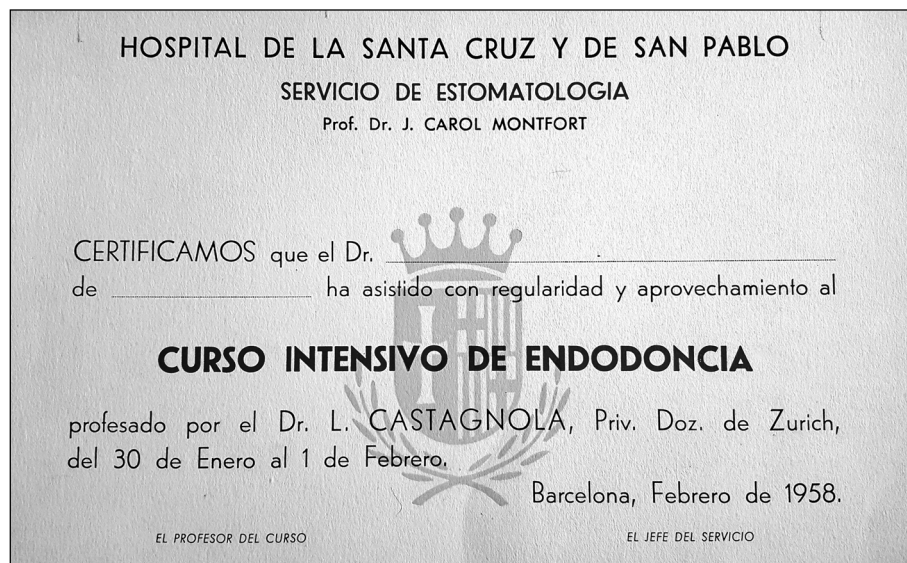 HOSPITAL DE LA SANTA CRUZ Y DE SAN PABLO
SERVICIO DE ESTOMATOLOGIA
Prof. Dr. J. CAROL MONTFORT
CERTIFICAMOS que el Dr.
de ha asistido con regularidad y aprovechamiento al
CURSO INTENSIVO DE ENDODONCIA
profesado por el Dr. L. CASTAGNOLA, Priv. Doz. de Zurich,
del 30 de Enero al 1 de Febrero.
Barcelona, Febrero de 1958.
EL PROFESOR DEL CURSO EL JEFE DEL SERVICIO